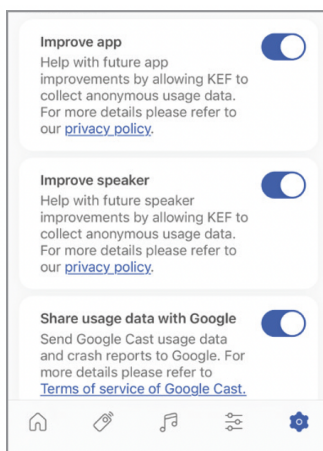 Improve app
Help with future app
improvements by allowing KEF to
collect anonymous usage data.
For more details please refer to
our privacy policy.
Improve speaker
Help with future speaker
improvements by allowing KEF to
collect anonymous usage data.
For more details please refer to
our privacy policy.
Share usage data with Google
Send Google Cast usage data
and crash reports to Google. For
more details please refer to
Terms of service of Google Cast.